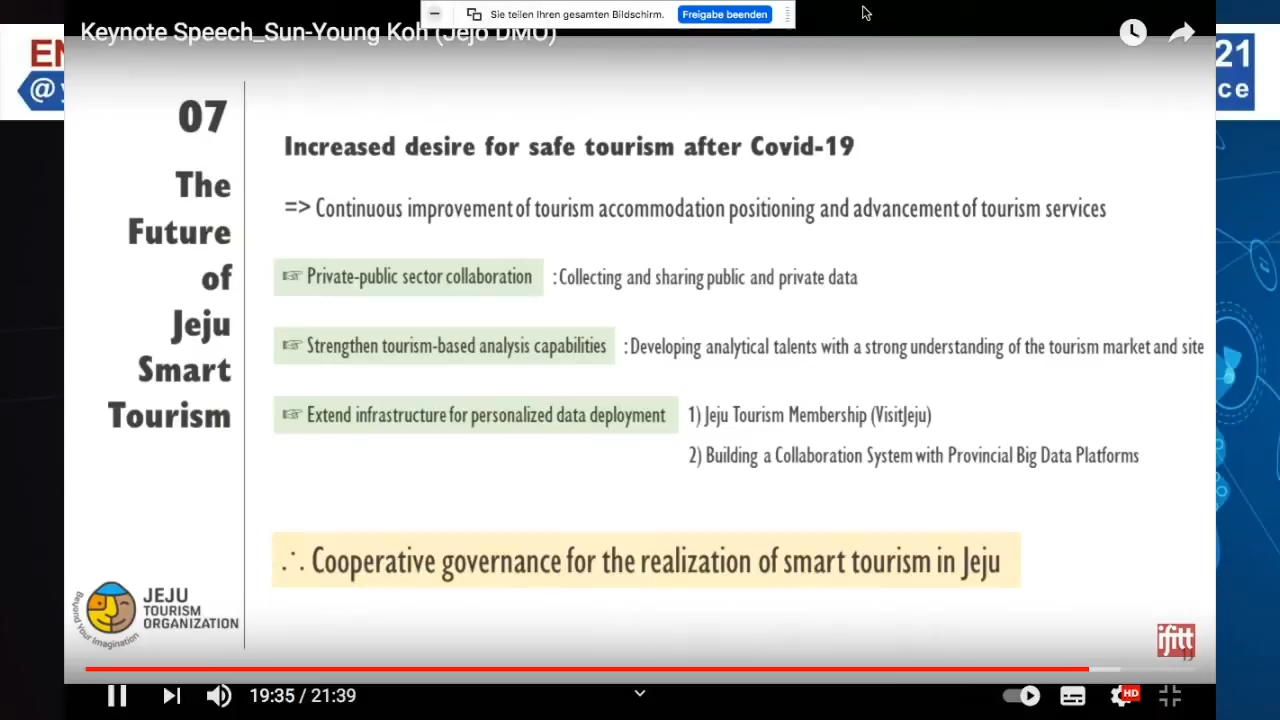 Sie teilen Ihren gesamten Bildschirm. Freigabe beenden
Keynote Speech_Sun-Young Koh (Jejo DMO)
EN
@y
21
ce
07
The
Future
of
Jeju
Smart
Tourism
Increased desire for safe tourism after Covid-19
=> Continuous improvement of tourism accommodation positioning and advancement of tourism services
☞ Private-public sector collaboration : Collecting and sharing public and private data
☞ Strengthen tourism-based analysis capabilities : Developing analytical talents with a strong understanding of the tourism market and site
☞ Extend infrastructure for personalized data deployment 1) Jeju Tourism Membership (VisitJeju)
2) Building a Collaboration System with Provincial Big Data Platforms
∴ Cooperative governance for the realization of smart tourism in Jeju
Beyond Your Imagination
JEJU
TOURISM
ORGANIZATION
ifitt
19:35 / 21:39
HD